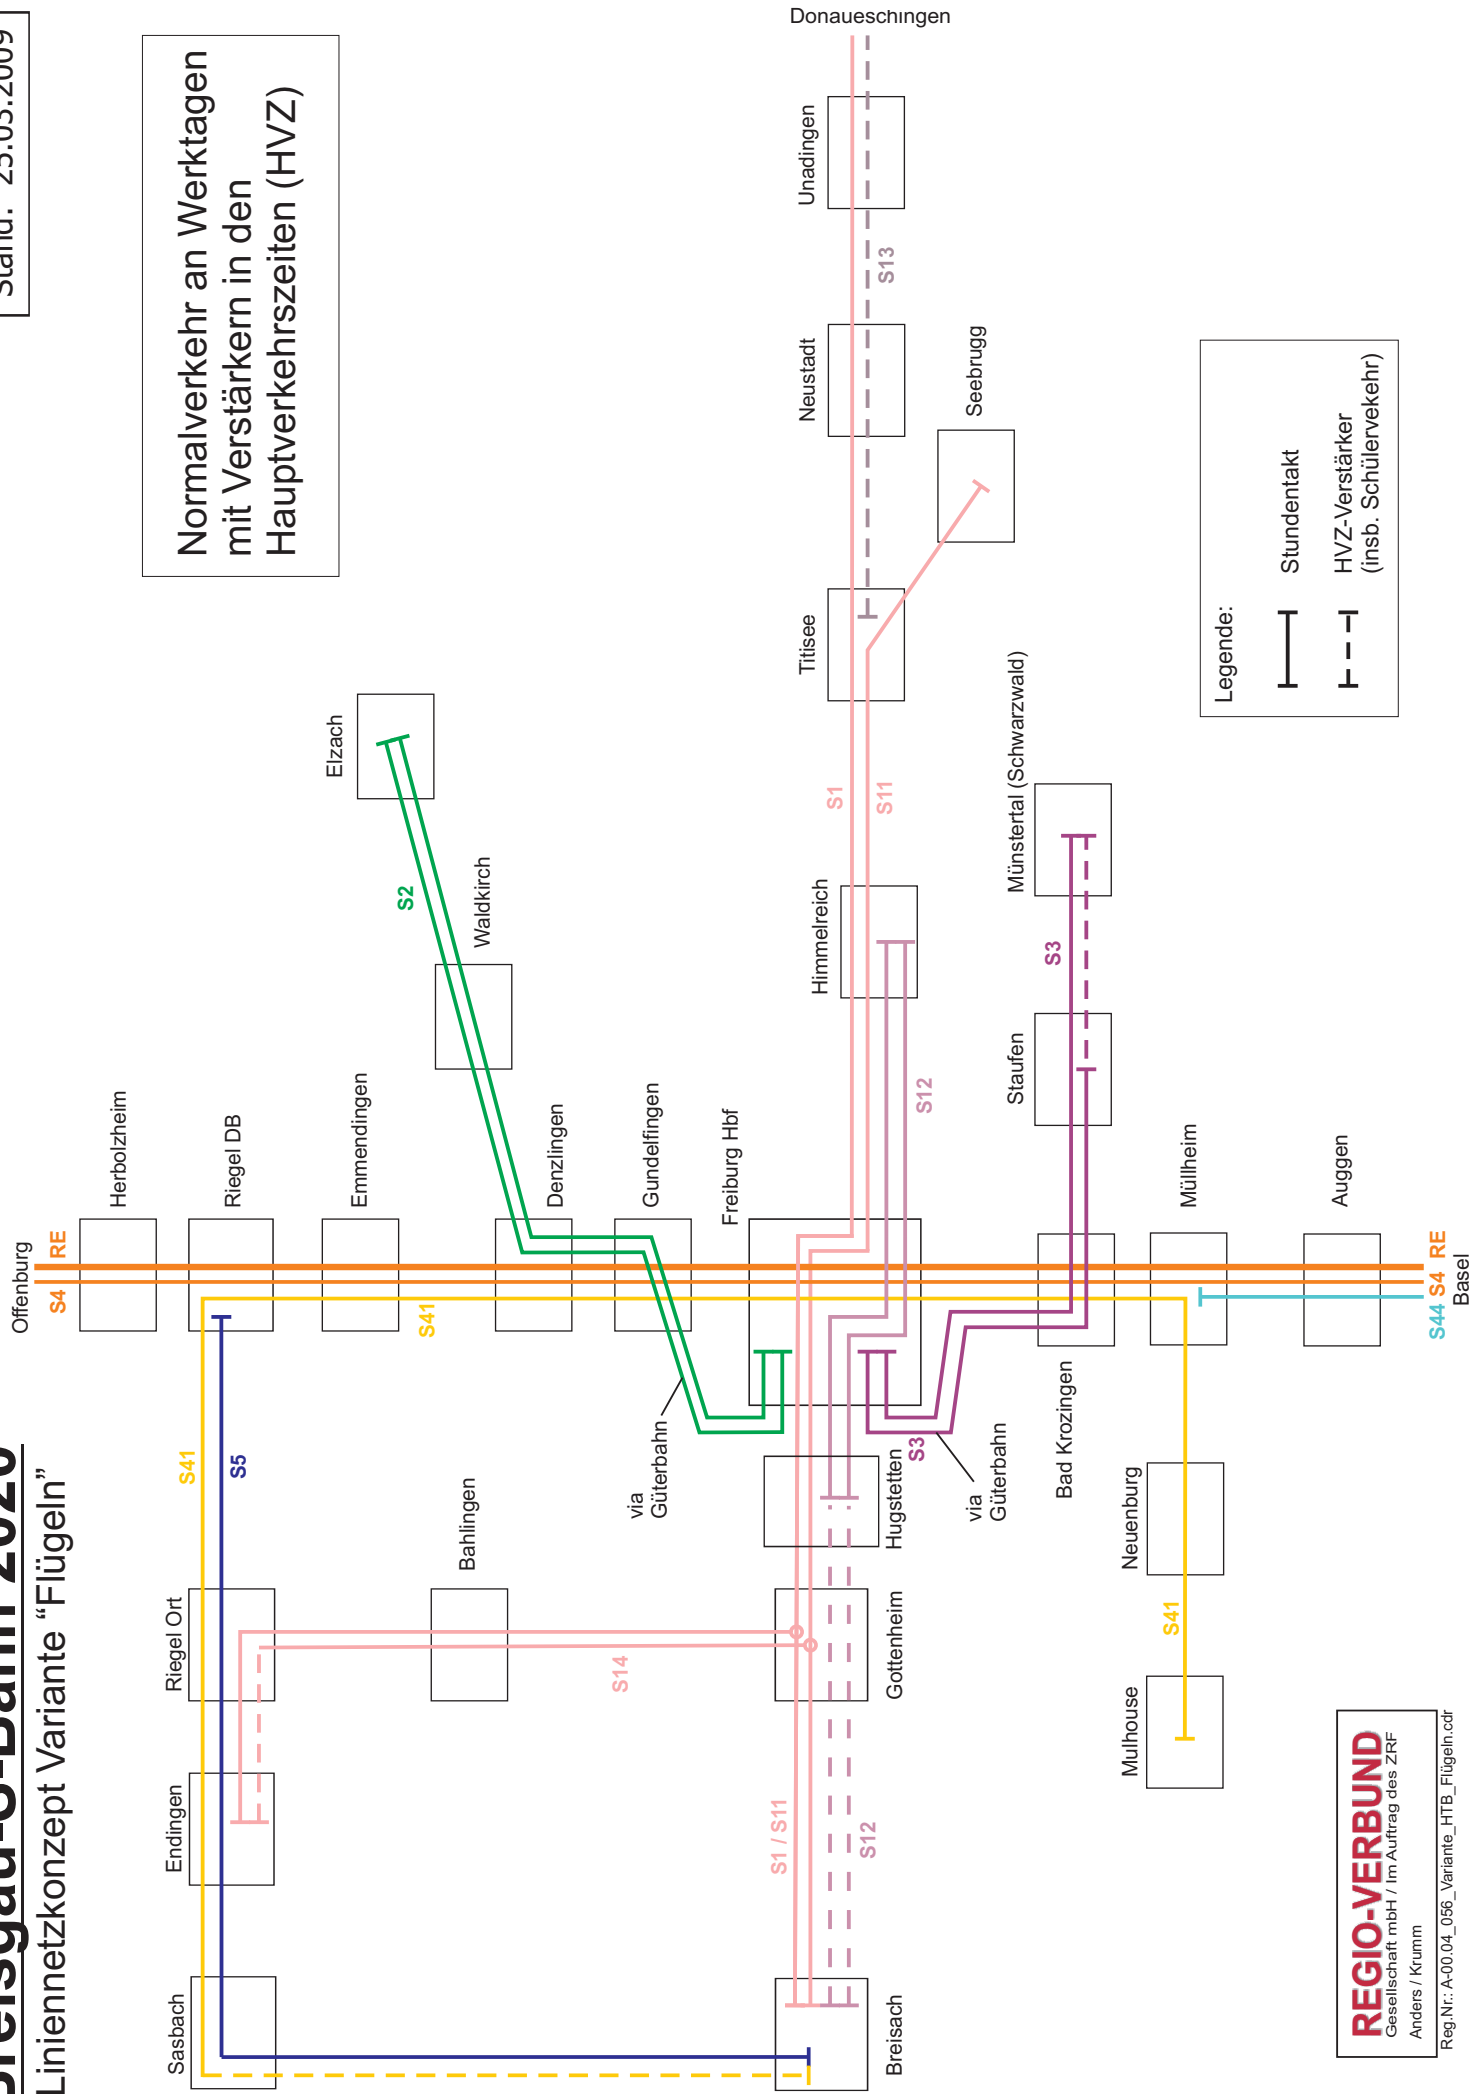 Breisgau-S-Bahn 2020
Liniennetzkonzept Variante “Flügeln”
Stand: 25.03.2009
Normalverkehr an Werktagen
mit Verstärkern in den
Hauptverkehrszeiten (HVZ)
Offenburg
S4
RE
Herbolzheim
Riegel DB
Emmendingen
Denzlingen
Gundelfingen
Freiburg Hbf
Elzach
Waldkirch
S2
S41
S41
S5
Sasbach
Endingen
Riegel Ort
Bahlingen
S14
via
Güterbahn
Breisach
Gottenheim
Hugstetten
S1 / S11
S12
S12
Himmelreich
S1
S11
Titisee
Neustadt
Seebrugg
S13
Unadingen
Donaueschingen
S3
via
Güterbahn
Bad Krozingen
Staufen
S3
Münstertal (Schwarzwald)
Müllheim
Auggen
Neuenburg
S41
Mulhouse
S44
S4
RE
Basel
Legende:
Stundentakt
HVZ-Verstärker
(insb. Schülervekehr)
REGIO-VERBUND
Gesellschaft mbH / Im Auftrag des ZRF
Anders / Krumm
Reg.Nr.: A-00.04_056_Variante_HTB_Flügeln.cdr